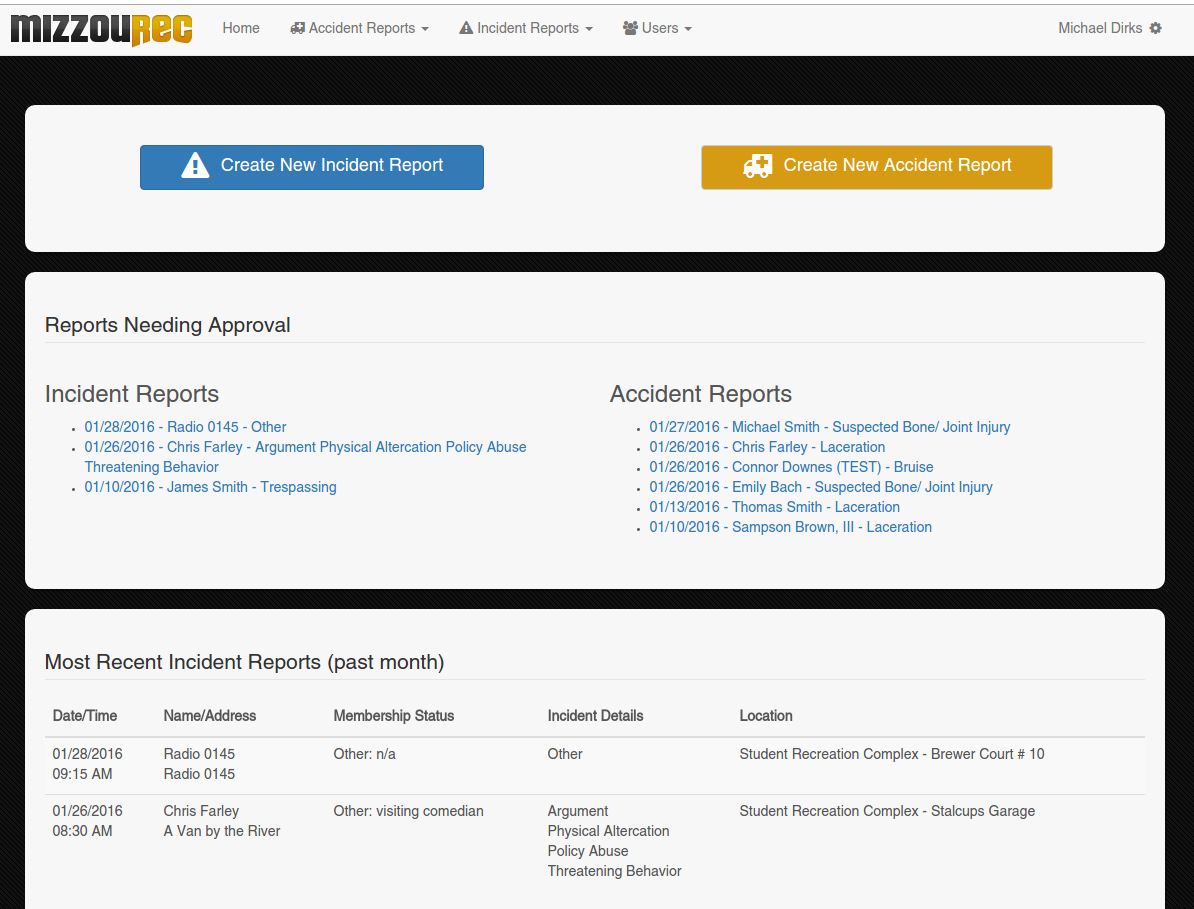 MIZZOUREC Home Accident Reports Incident Reports Users Michael Dirks
Create New Incident Report
Create New Accident Report
Reports Needing Approval
Incident Reports
01/28/2016 - Radio 0145 - Other
01/26/2016 - Chris Farley - Argument Physical Altercation Policy Abuse
Threatening Behavior
01/10/2016 - James Smith - Trespassing
Accident Reports
01/27/2016 - Michael Smith - Suspected Bone/ Joint Injury
01/26/2016 - Chris Farley - Laceration
01/26/2016 - Connor Downes (TEST) - Bruise
01/26/2016 - Emily Bach - Suspected Bone/ Joint Injury
01/13/2016 - Thomas Smith - Laceration
01/10/2016 - Sampson Brown, III - Laceration
Most Recent Incident Reports (past month)
Date/Time Name/Address Membership Status Incident Details Location
01/28/2016 Radio 0145 Other: n/a Other Student Recreation Complex - Brewer Court # 10
09:15 AM Radio 0145
01/26/2016 Chris Farley Other: visiting comedian Argument Student Recreation Complex - Stalcups Garage
08:30 AM A Van by the River Physical Altercation
Policy Abuse
Threatening Behavior